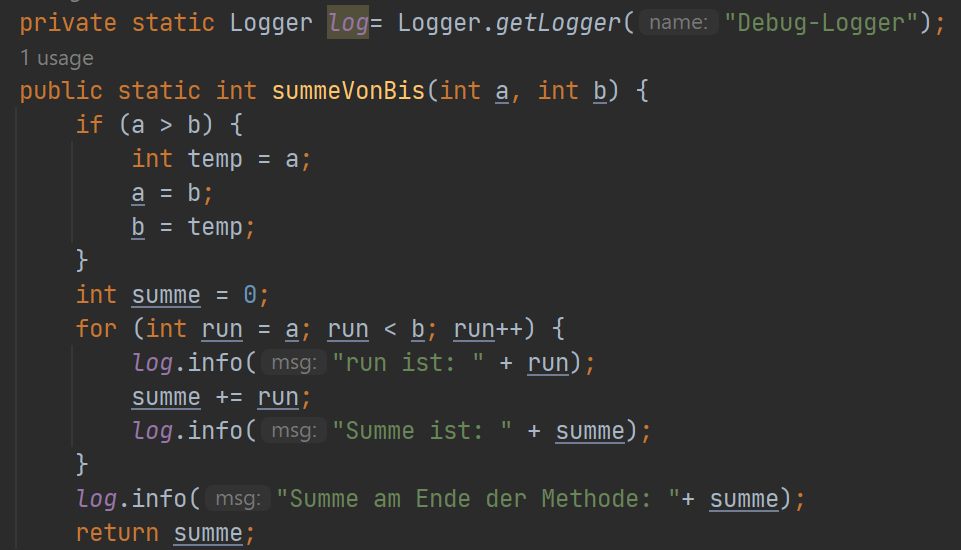 private static Logger log= Logger.getLogger( name: "Debug-Logger");
1 usage
public static int summeVonBis(int a, int b) {
if (a > b) {
int temp = a;
a = b;
b = temp;
}
int summe = 0;
for (int run = a; run < b; run++) {
log.info( msg: "run ist: " + run);
summe += run;
log.info( msg: "Summe ist: " + summe);
}
log.info( msg: "Summe am Ende der Methode: "+ summe);
return summe;